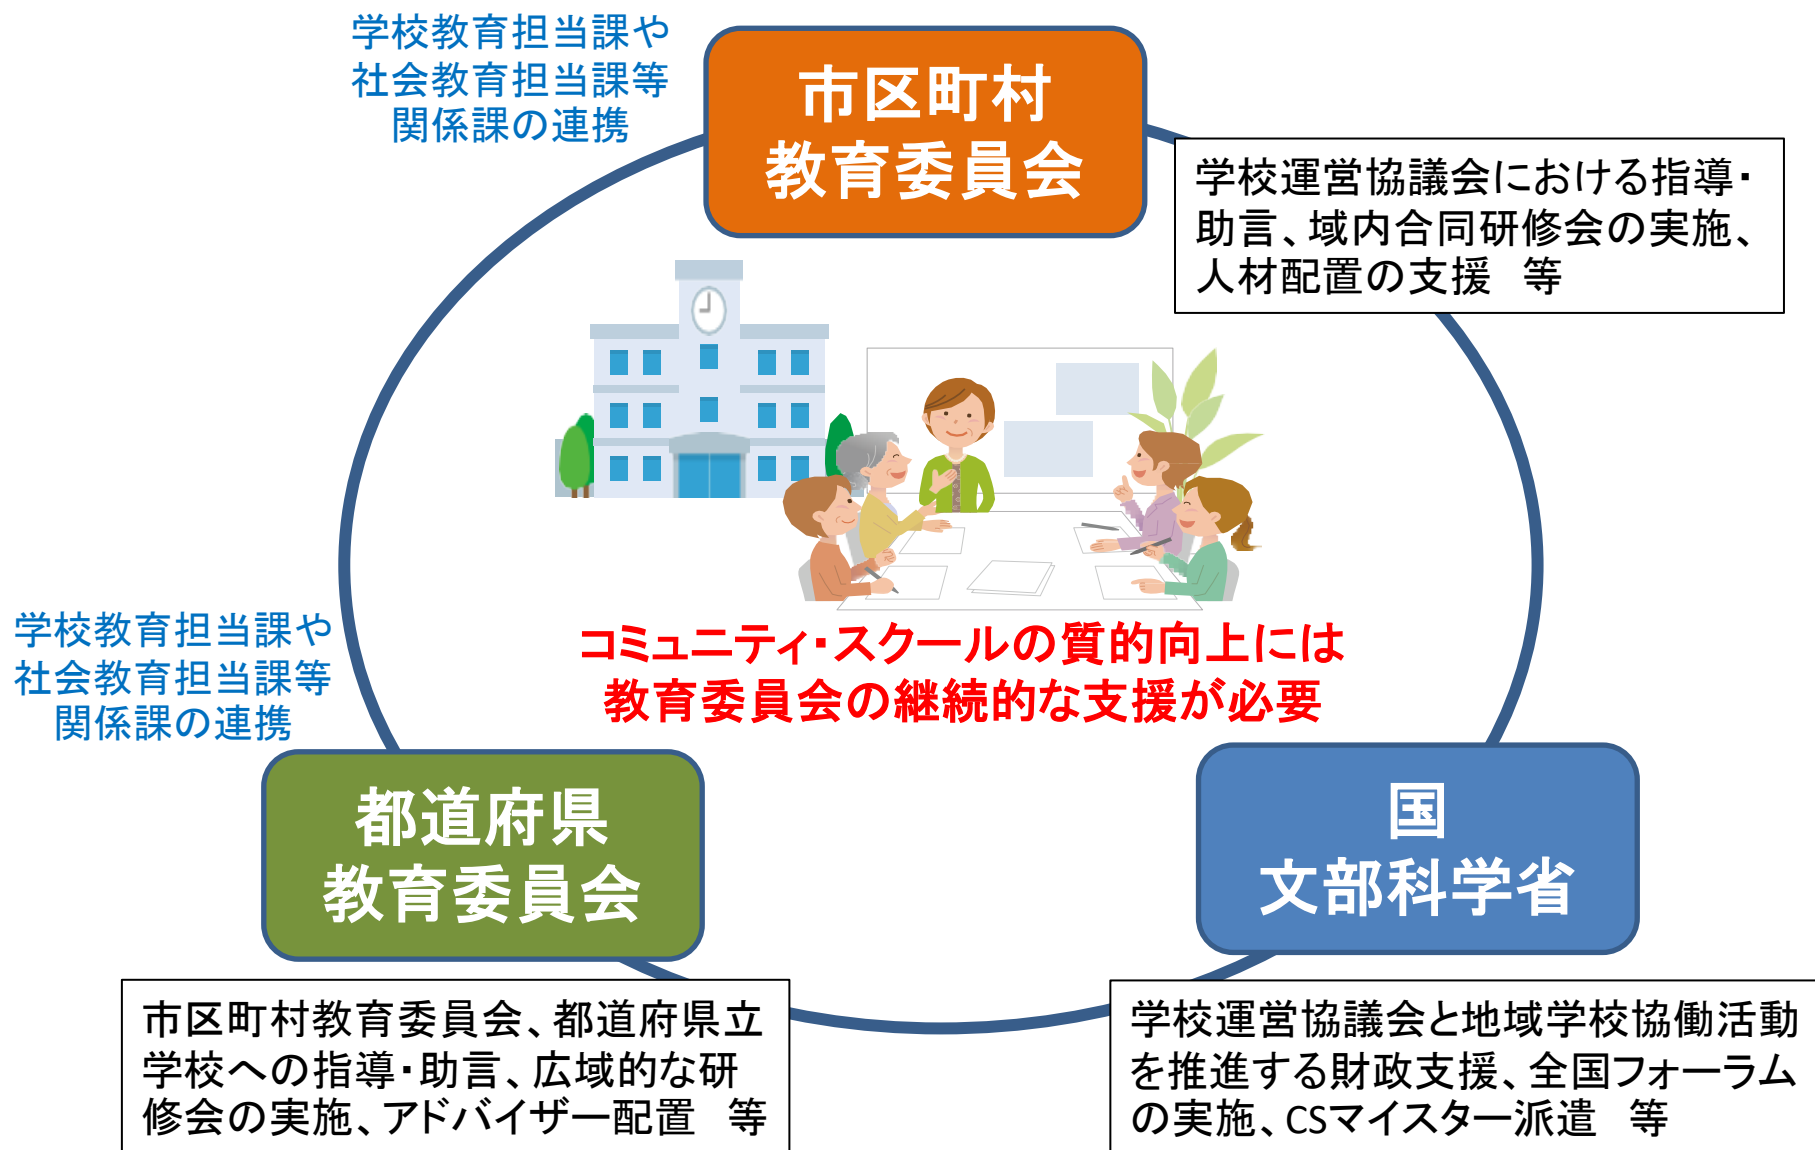 学校教育担当課や
社会教育担当課等
関係課の連携
市区町村
教育委員会
学校運営協議会における指導・
助言、域内合同研修会の実施、
人材配置の支援　等
コミュニティ・スクールの質的向上には
教育委員会の継続的な支援が必要
学校教育担当課や
社会教育担当課等
関係課の連携
都道府県
教育委員会
国
文部科学省
市区町村教育委員会、都道府県立
学校への指導・助言、広域的な研
修会の実施、アドバイザー配置　等
学校運営協議会と地域学校協働活動
を推進する財政支援、全国フォーラム
の実施、CSマイスター派遣　等